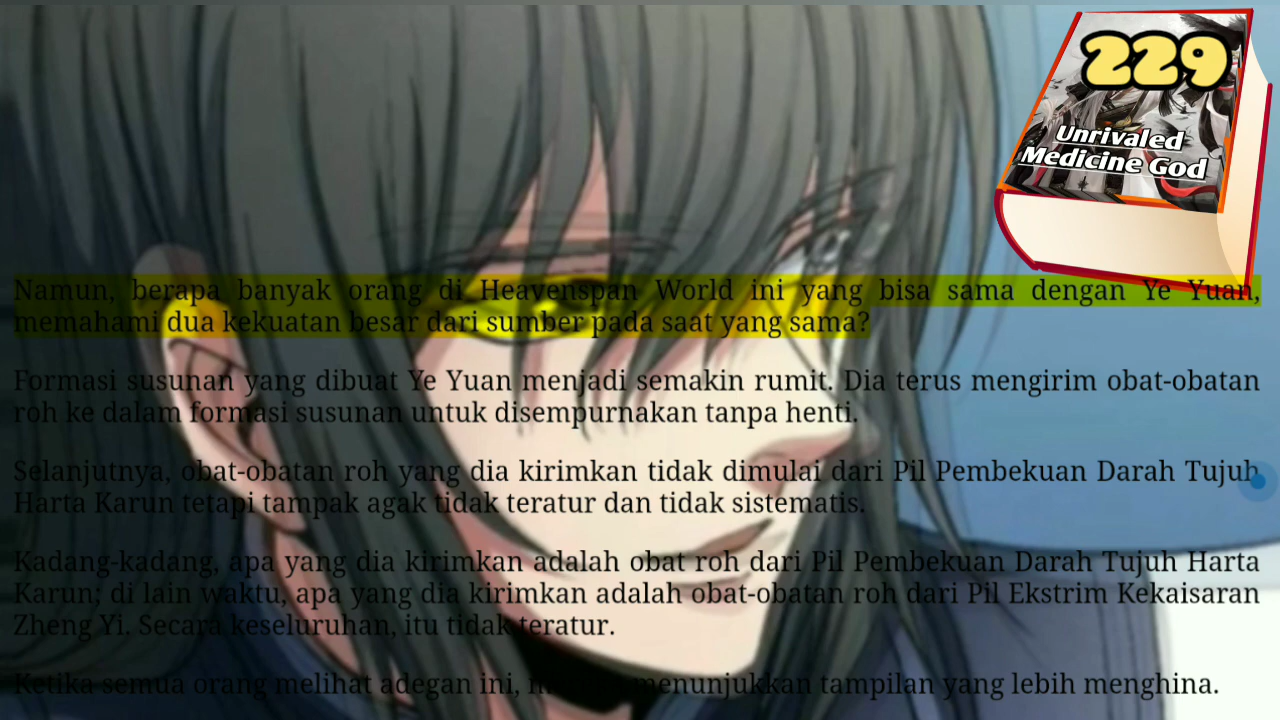 229
Unrivaled
Medicine God
Namun, berapa banyak orang di Heavenspan World ini yang bisa sama dengan Ye Yuan,
memahami dua kekuatan besar dari sumber pada saat yang sama?
Formasi susunan yang dibuat Ye Yuan menjadi semakin rumit. Dia terus mengirim obat-obatan
roh ke dalam formasi susunan untuk disempurnakan tanpa henti.
Selanjutnya, obat-obatan roh yang dia kirimkan tidak dimulai dari Pil Pembekuan Darah Tujuh
Harta Karun tetapi tampak agak tidak teratur dan tidak sistematis.
Kadang-kadang, apa yang dia kirimkan adalah obat roh dari Pil Pembekuan Darah Tujuh Harta
Karun; di lain waktu, apa yang dia kirimkan adalah obat-obatan roh dari Pil Ekstrim Kekaisaran
Zheng Yi. Secara keseluruhan, itu tidak teratur.
Ketika semua orang melihat adegan ini, menunjukkan tampilan yang lebih menghina.